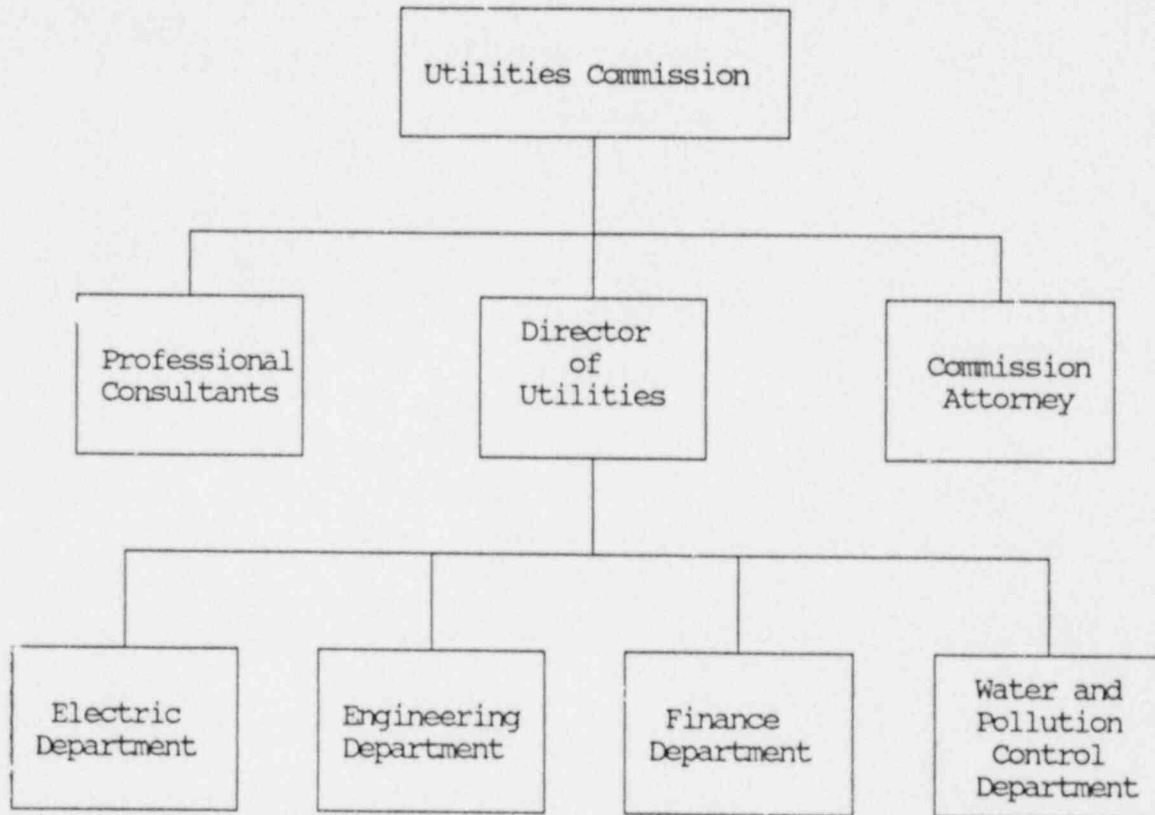 Utilities Commission
Professional
Consultants
Director
of
Utilities
Commission
Attorney
Electric
Department
Engineering
Department
Finance
Department
Water and
Pollution
Control
Department